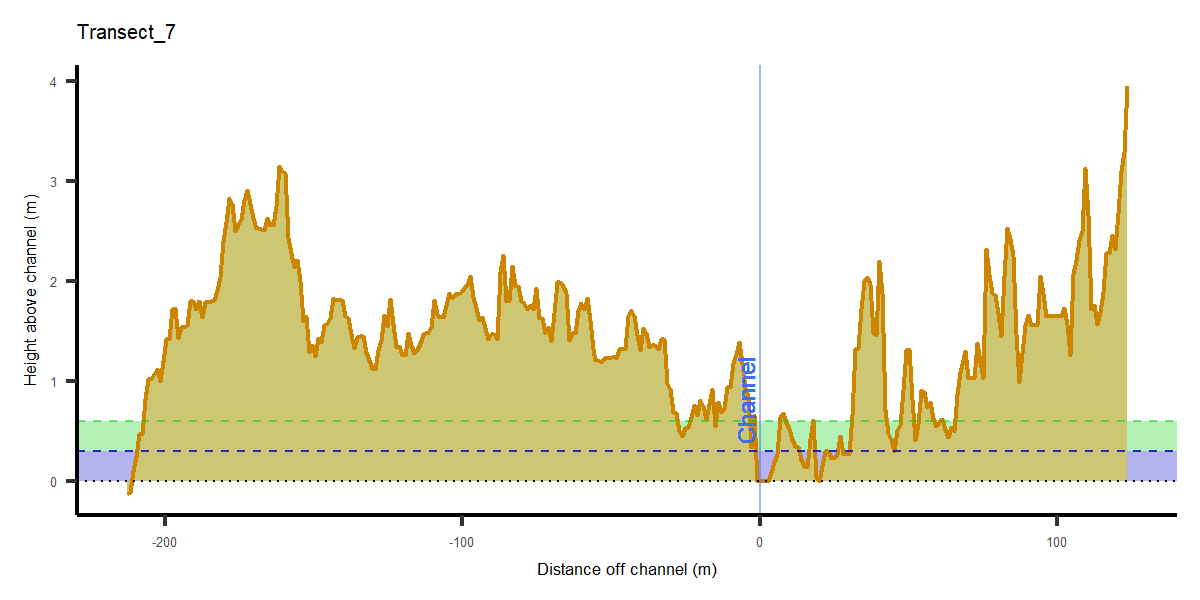 Transect_7
Height above channel (m)
4
3
2
1
0
Channel
-200
-100
0
100
Distance off channel (m)